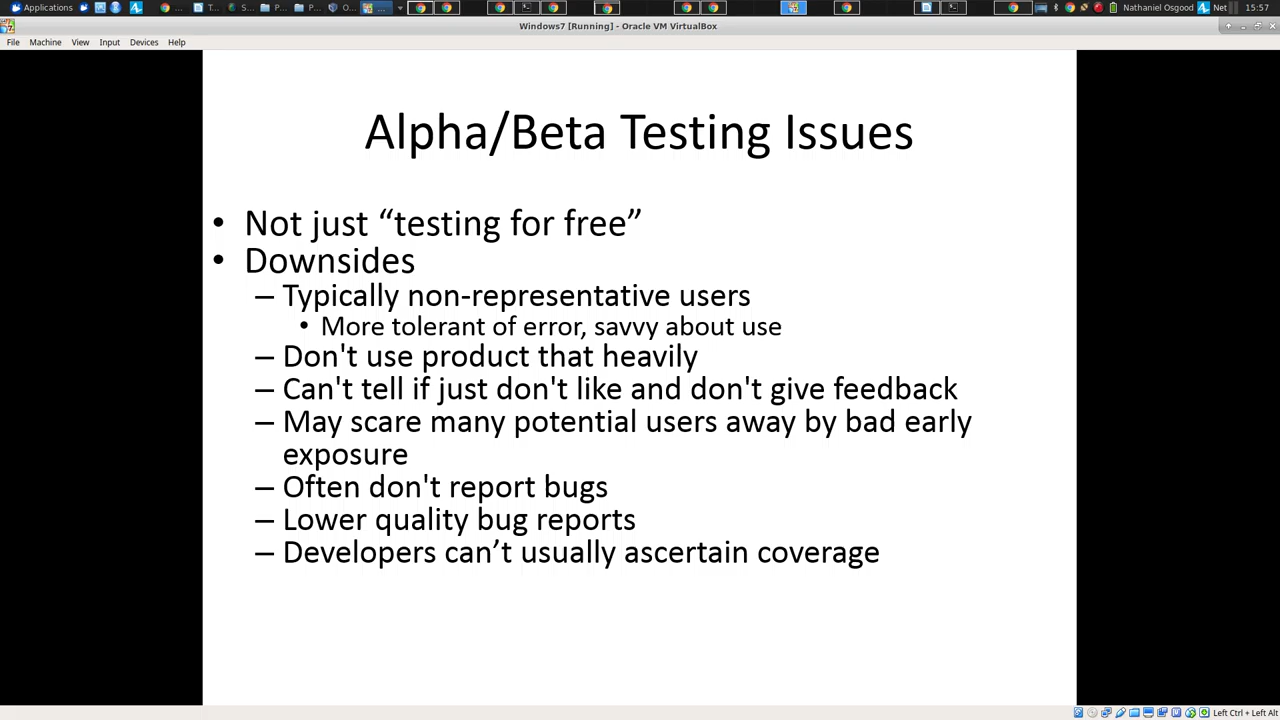 Applications
T...
S...
P...
P...
O...
...
Nathaniel Osgood
Net
15:57
Windows7 [Running] - Oracle VM VirtualBox
File Machine View Input Devices Help
Alpha/Beta Testing Issues
• Not just “testing for free”
• Downsides
– Typically non-representative users
• More tolerant of error, savvy about use
– Don't use product that heavily
– Can't tell if just don't like and don't give feedback
– May scare many potential users away by bad early
exposure
– Often don't report bugs
– Lower quality bug reports
– Developers can’t usually ascertain coverage
Left Ctrl + Left Alt